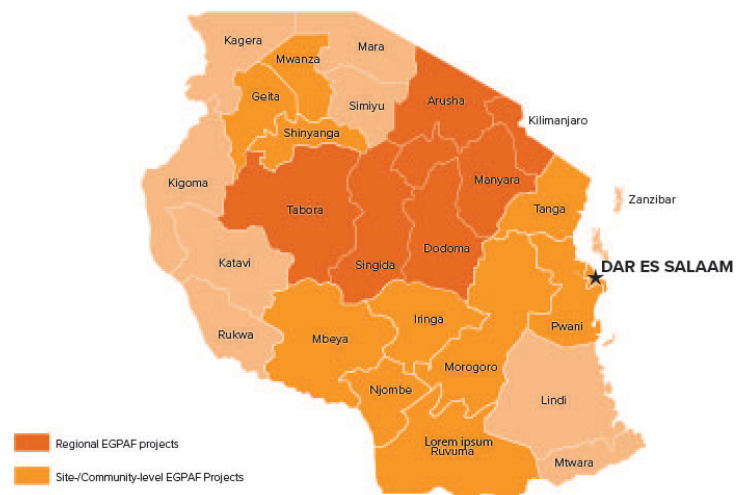 Kagera
Mara
Mwanza
Geita
Simiyu
Arusha
Kilimanjaro
Shinyanga
Kigoma
Manyara
Zanzibar
Tabora
Tanga
Dodoma
Katavi
Singida
DAR ES SALAAM
Iringa
Pwani
Rukwa
Mbeya
Morogoro
Njombe
Lindi
Lorem ipsum
Ruvuma
Mtwara
Regional EGPAF projects
Site-/Community-level EGPAF Projects